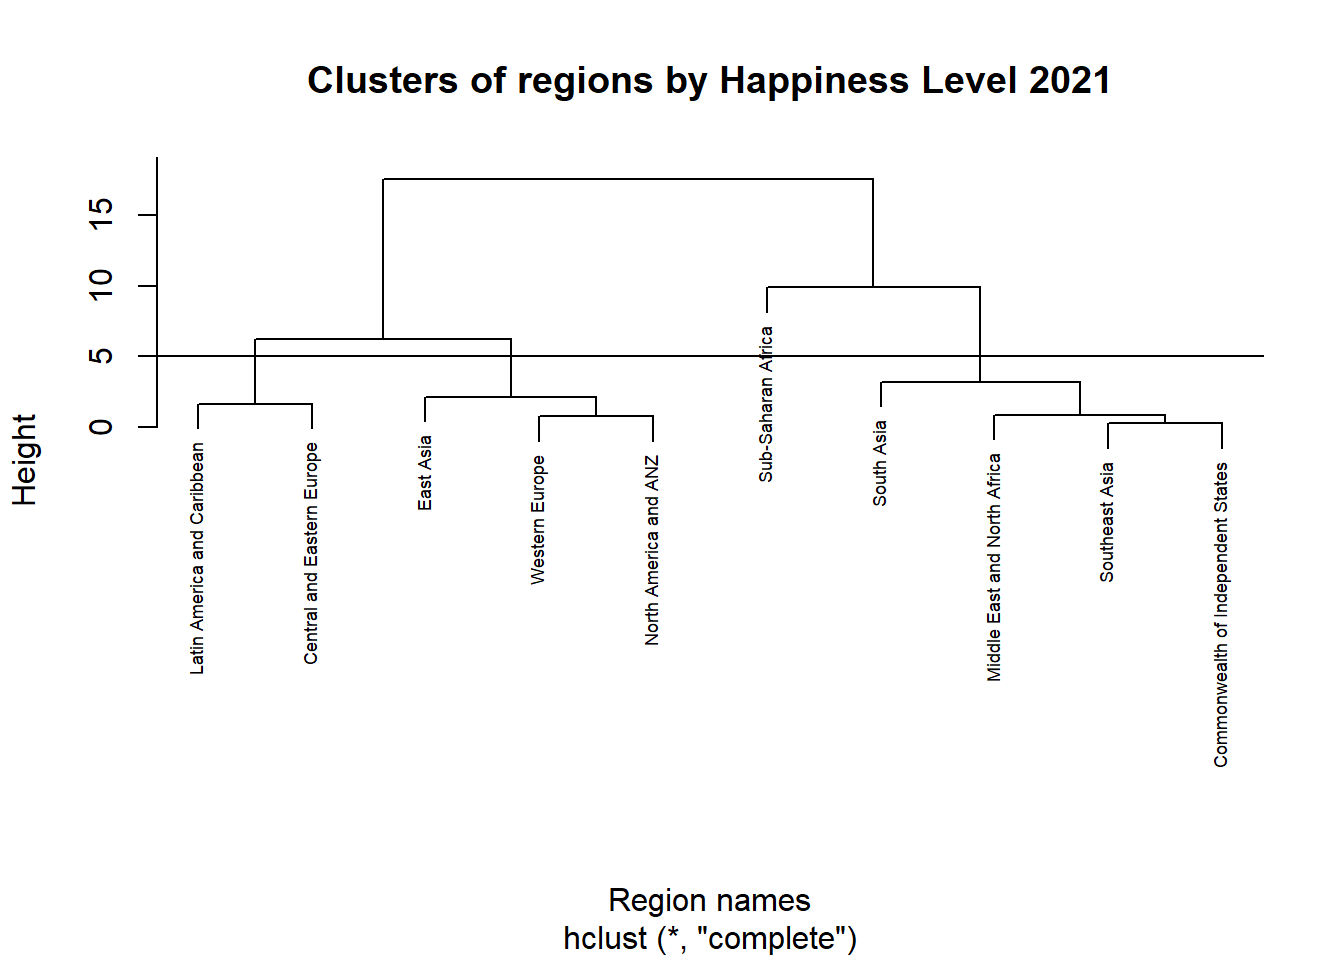 Clusters of regions by Happiness Level 2021
Height
15
10
5
0
Latin America and Caribbean
Central and Eastern Europe
East Asia
Western Europe
North America and ANZ
Sub-Saharan Africa
South Asia
Middle East and North Africa
Southeast Asia
Commonwealth of Independent States
Region names
hclust (*, "complete")